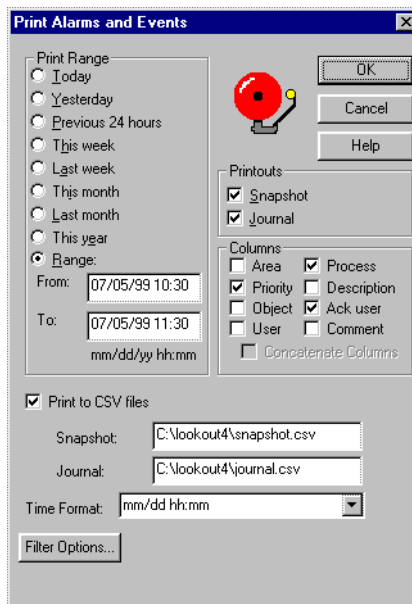 Print Alarms and Events
Print Range
Today
Yesterday
Previous 24 hours
This week
Last week
This month
Last month
This year
Range:
From: 07/05/99 10:30
To: 07/05/99 11:30
mm/dd/yy hh:mm
OK
Cancel
Help
Printouts
Snapshot
Journal
Columns
Area Process
Priority Description
Object Ack user
User Comment
Concatenate Columns
Print to CSV files
Snapshot: C:\lookout4\snapshot.csv
Journal: C:\lookout4\journal.csv
Time Format: mm/dd hh:mm
Filter Options...